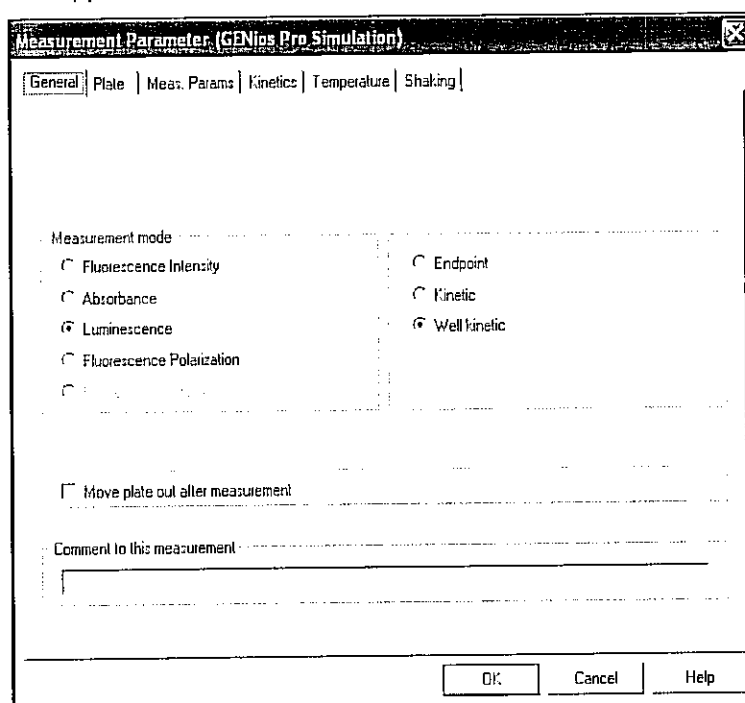 Measurement Parameter (GENios Pro Simulation)
General Plate Meas. Params Kinetics Temperature Shaking
Measurement mode
Fluorescence Intensity
Absorbance
Luminescence
Fluorescence Polarization
Endpoint
Kinetic
Well kinetic
Move plate out after measurement
Comment to this measurement
OK Cancel Help